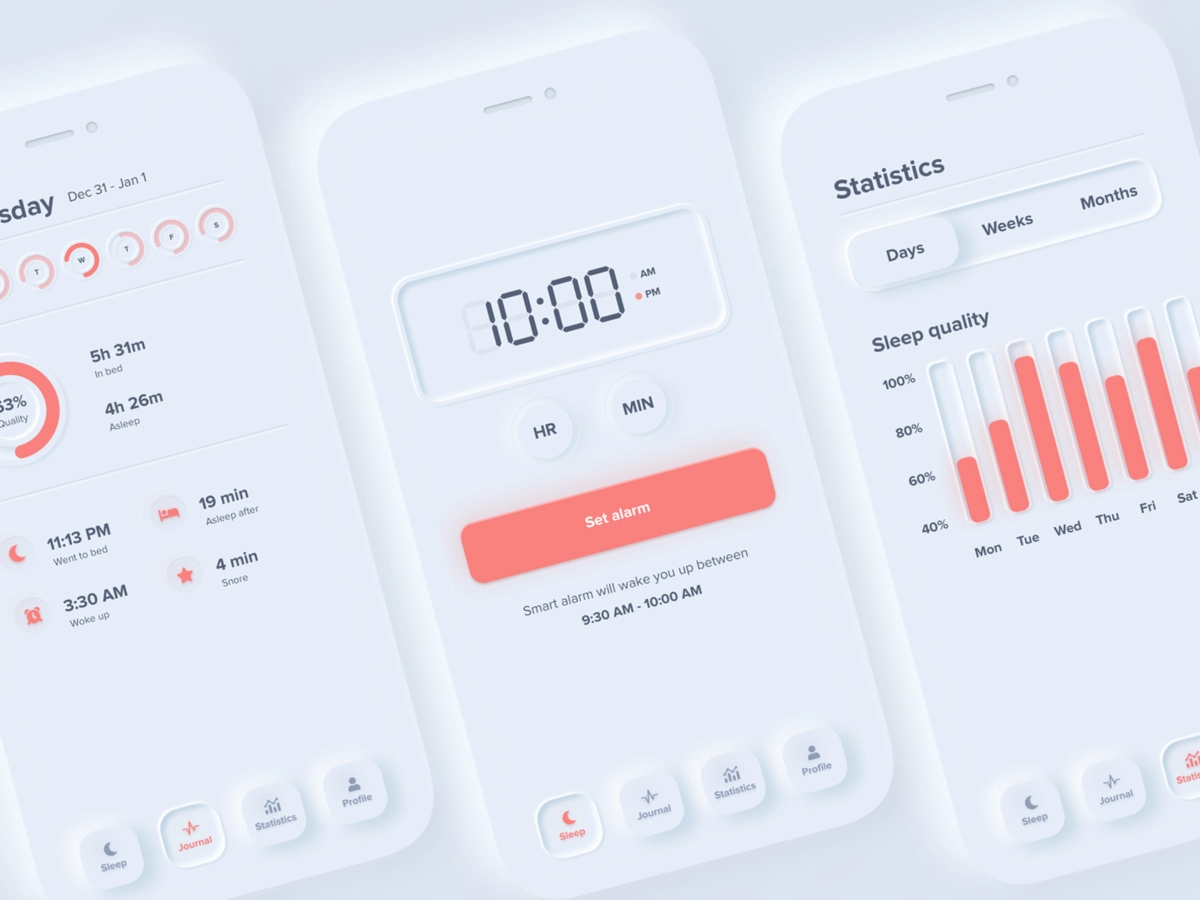 sday Dec 31 - Jan 1
T W T F S
5h 31m
In bed
63%
Quality
4h 26m
Asleep
11:13 PM
Went to bed
19 min
Asleep after
3:30 AM
Woke up
4 min
Snore
Sleep
Journal
Statistics
Profile
10:00
AM
PM
HR
MIN
Set alarm
Smart alarm will wake you up between
9:30 AM - 10:00 AM
Sleep
Journal
Statistics
Profile
Statistics
Days
Weeks
Months
Sleep quality
100%
80%
60%
40%
Mon Tue Wed Thu Fri Sat
Sleep
Journal
Statis